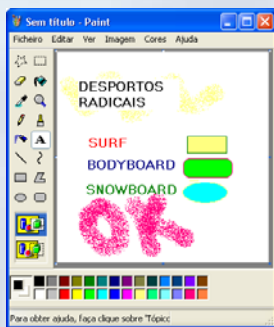 Sem título - Paint
Ficheiro Editar Ver Imagem Cores Ajuda
DESPORTOS
RADICAIS
SURF
BODYBOARD
SNOWBOARD
OK
A
Para obter ajuda, faça clique sobre 'Tópicc